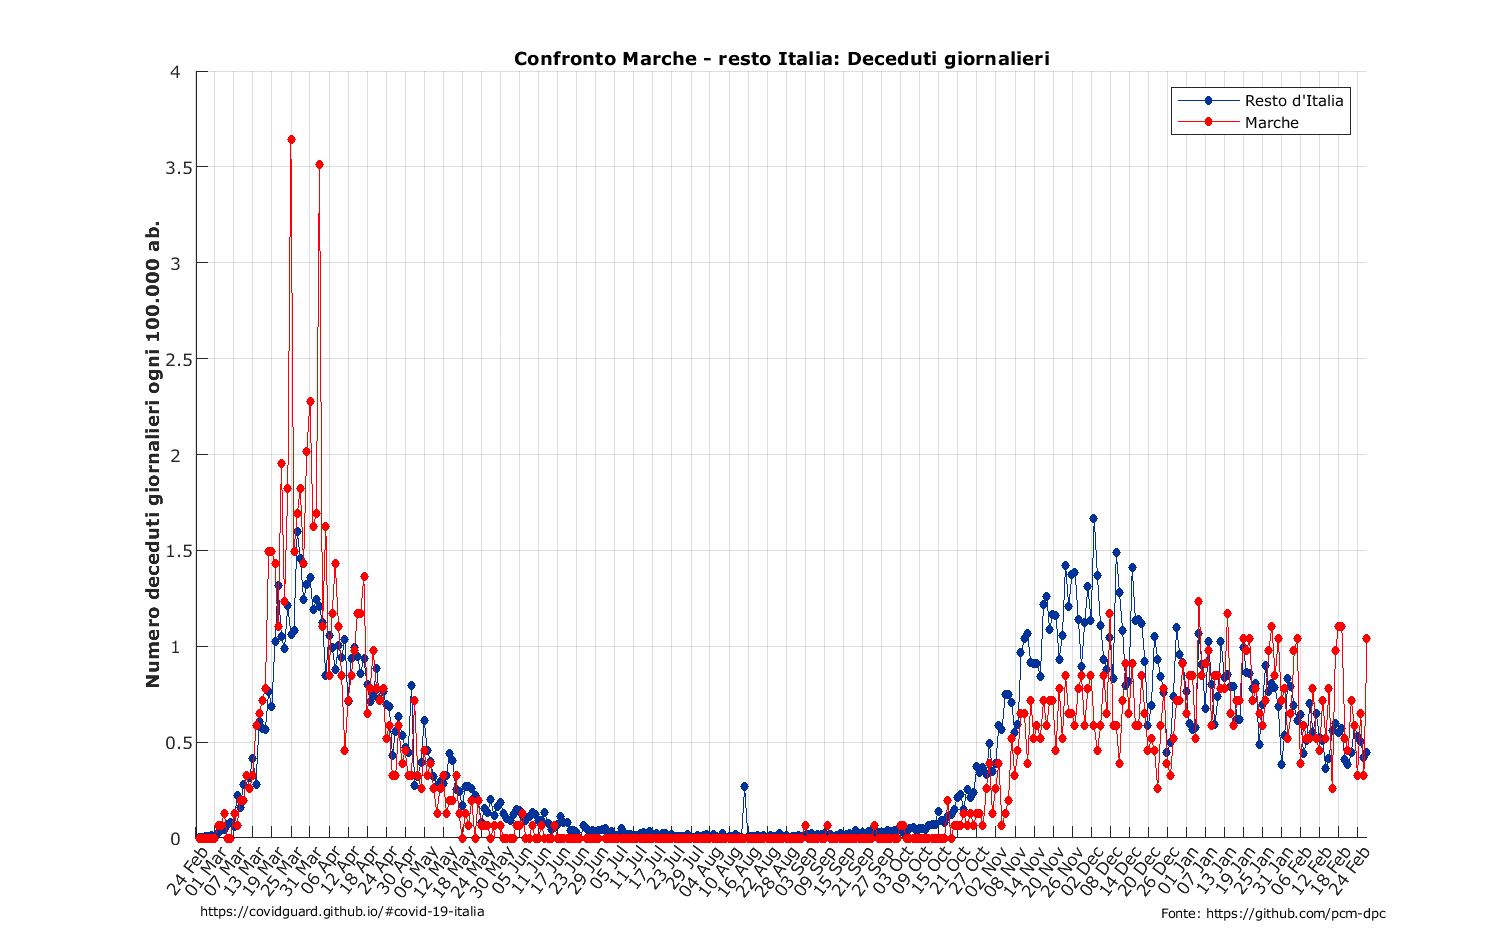 Confronto Marche - resto Italia: Deceduti giornalieri
Resto d'Italia
Marche
Numero deceduti giornalieri ogni 100.000 ab.
4
3.5
3
2.5
2
1.5
1
0.5
0
24 Feb
01 Mar
07 Mar
13 Mar
19 Mar
25 Mar
31 Mar
06 Apr
12 Apr
18 Apr
24 Apr
30 Apr
06 May
12 May
18 May
24 May
30 May
05 Jun
11 Jun
17 Jun
23 Jun
29 Jun
05 Jul
11 Jul
17 Jul
23 Jul
29 Jul
04 Aug
10 Aug
16 Aug
22 Aug
28 Aug
03 Sep
09 Sep
15 Sep
21 Sep
27 Sep
03 Oct
09 Oct
15 Oct
21 Oct
27 Oct
02 Nov
08 Nov
14 Nov
20 Nov
26 Nov
02 Dec
08 Dec
14 Dec
20 Dec
26 Dec
01 Jan
07 Jan
13 Jan
19 Jan
25 Jan
31 Jan
06 Feb
12 Feb
18 Feb
24 Feb
https://covidguard.github.io/#covid-19-italia
Fonte: https://github.com/pcm-dpc